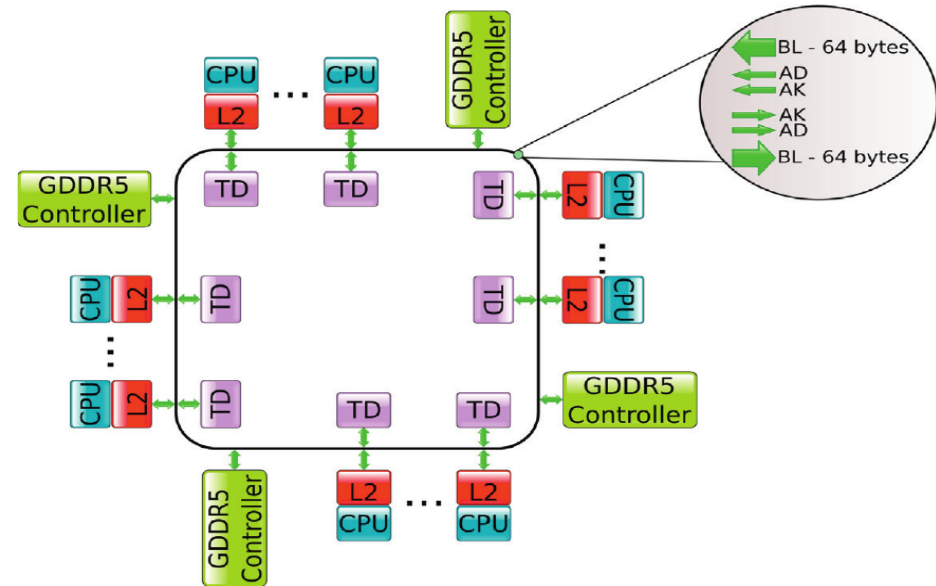 CPU
L2
...
CPU
L2
GDDR5
Controller
BL - 64 bytes
AD
AK
AK
AD
BL - 64 bytes
TD
TD
GDDR5
Controller
TD
L2
CPU
...
TD
L2
CPU
CPU
L2
TD
...
CPU
L2
TD
GDDR5
Controller
TD
TD
GDDR5
Controller
L2
CPU
...
L2
CPU